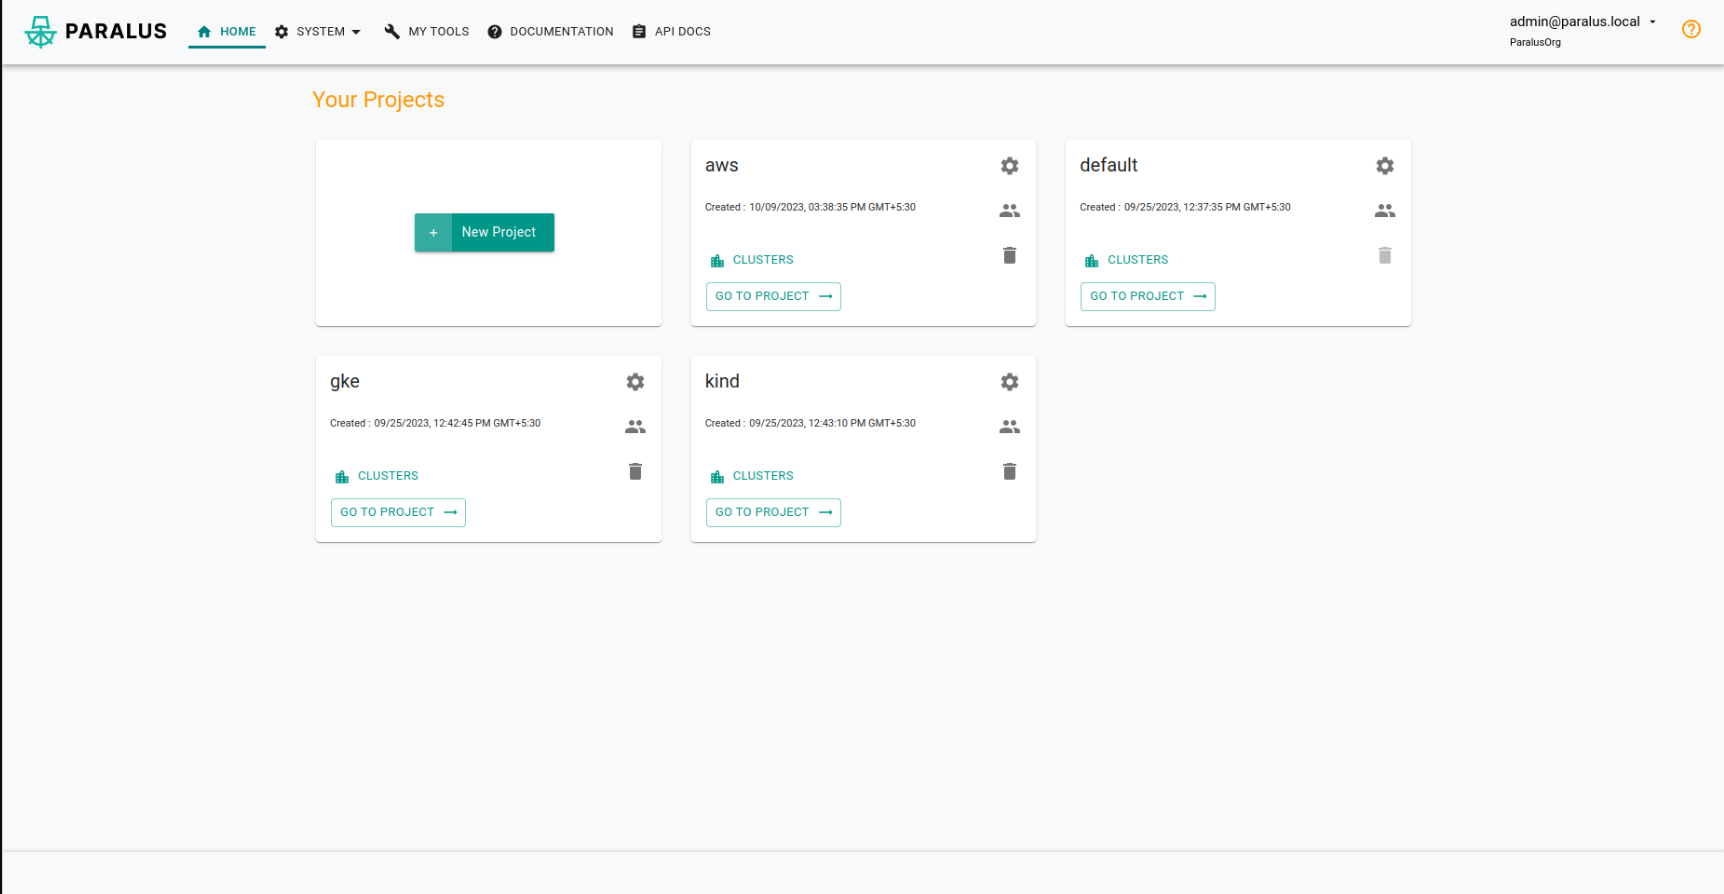 PARALUS
HOME
SYSTEM
MY TOOLS
DOCUMENTATION
API DOCS
admin@paralus.local
ParalusOrg
Your Projects
+ New Project
aws
Created : 10/09/2023, 03:38:35 PM GMT+5:30
CLUSTERS
GO TO PROJECT
default
Created : 09/25/2023, 12:37:35 PM GMT+5:30
CLUSTERS
GO TO PROJECT
gke
Created : 09/25/2023, 12:42:45 PM GMT+5:30
CLUSTERS
GO TO PROJECT
kind
Created : 09/25/2023, 12:43:10 PM GMT+5:30
CLUSTERS
GO TO PROJECT